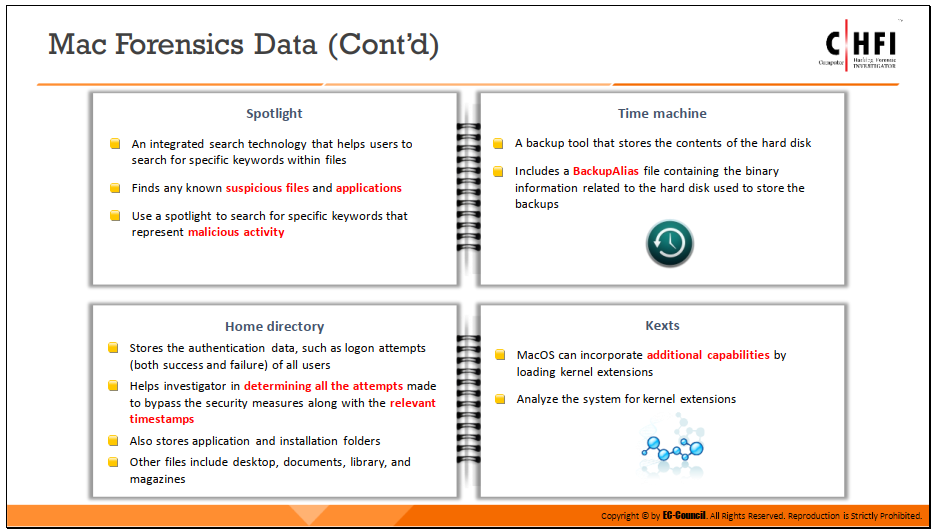 Mac Forensics Data (Cont’d)
CHFI
Computer Hacking Forensic
INVESTIGATOR
Spotlight
An integrated search technology that helps users to
search for specific keywords within files
Finds any known suspicious files and applications
Use a spotlight to search for specific keywords that
represent malicious activity
Time machine
A backup tool that stores the contents of the hard disk
Includes a BackupAlias file containing the binary
information related to the hard disk used to store the
backups
Home directory
Stores the authentication data, such as logon attempts
(both success and failure) of all users
Helps investigator in determining all the attempts made
to bypass the security measures along with the relevant
timestamps
Also stores application and installation folders
Other files include desktop, documents, library, and
magazines
Kexts
MacOS can incorporate additional capabilities by
loading kernel extensions
Analyze the system for kernel extensions
Copyright © by EC-Council. All Rights Reserved. Reproduction is Strictly Prohibited.